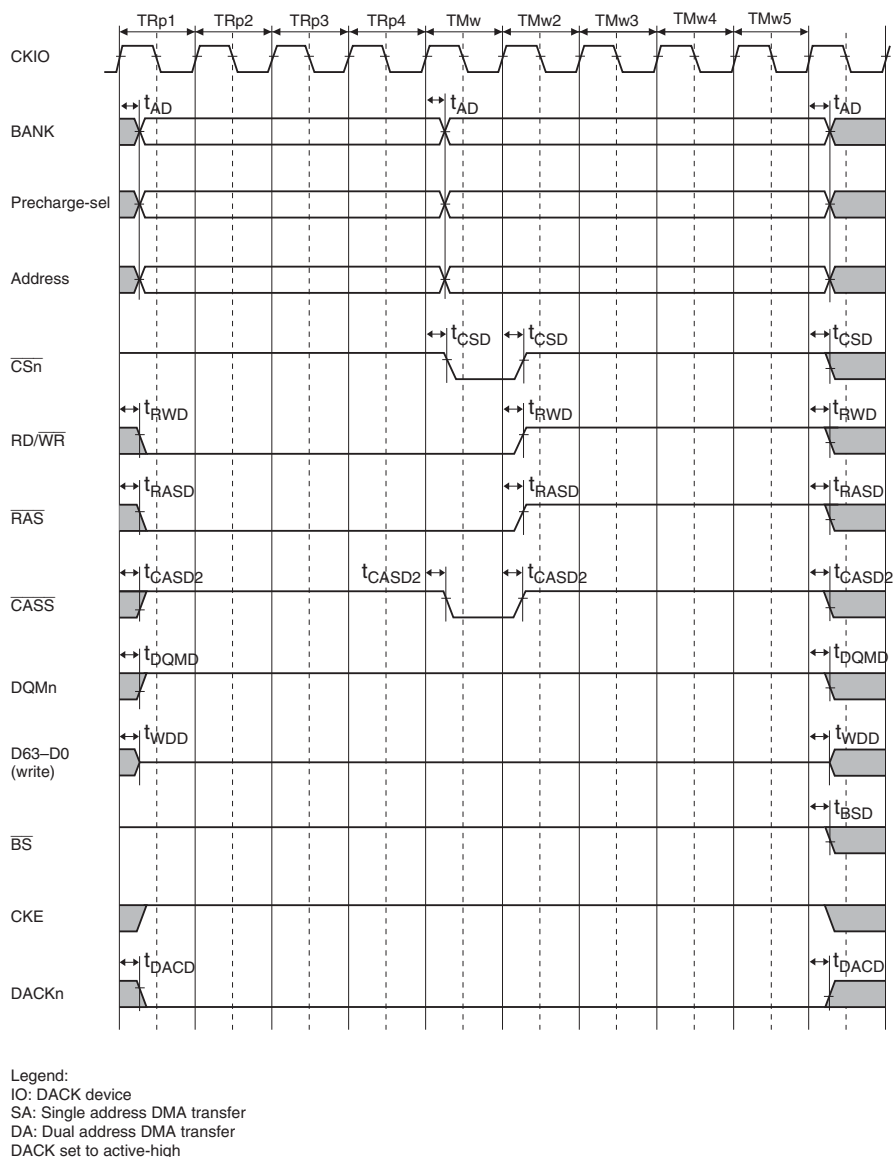 TRp1 TRp2 TRp3 TRp4 TMw TMw2 TMw3 TMw4 TMw5
CKIO
tAD tAD tAD
BANK
Precharge-sel
Address
tCSD tCSD tCSD
CSn
tRWD tRWD tRWD
RD/WR
tRASD tRASD tRASD
RAS
tCASD2 tCASD2 tCASD2 tCASD2
CASS
tDQMD tDQMD
DQMn
tWDD tWDD
D63–D0
(write)
tBSD
BS
CKE
tDACD tDACD
DACKn
Legend:
IO: DACK device
SA: Single address DMA transfer
DA: Dual address DMA transfer
DACK set to active-high